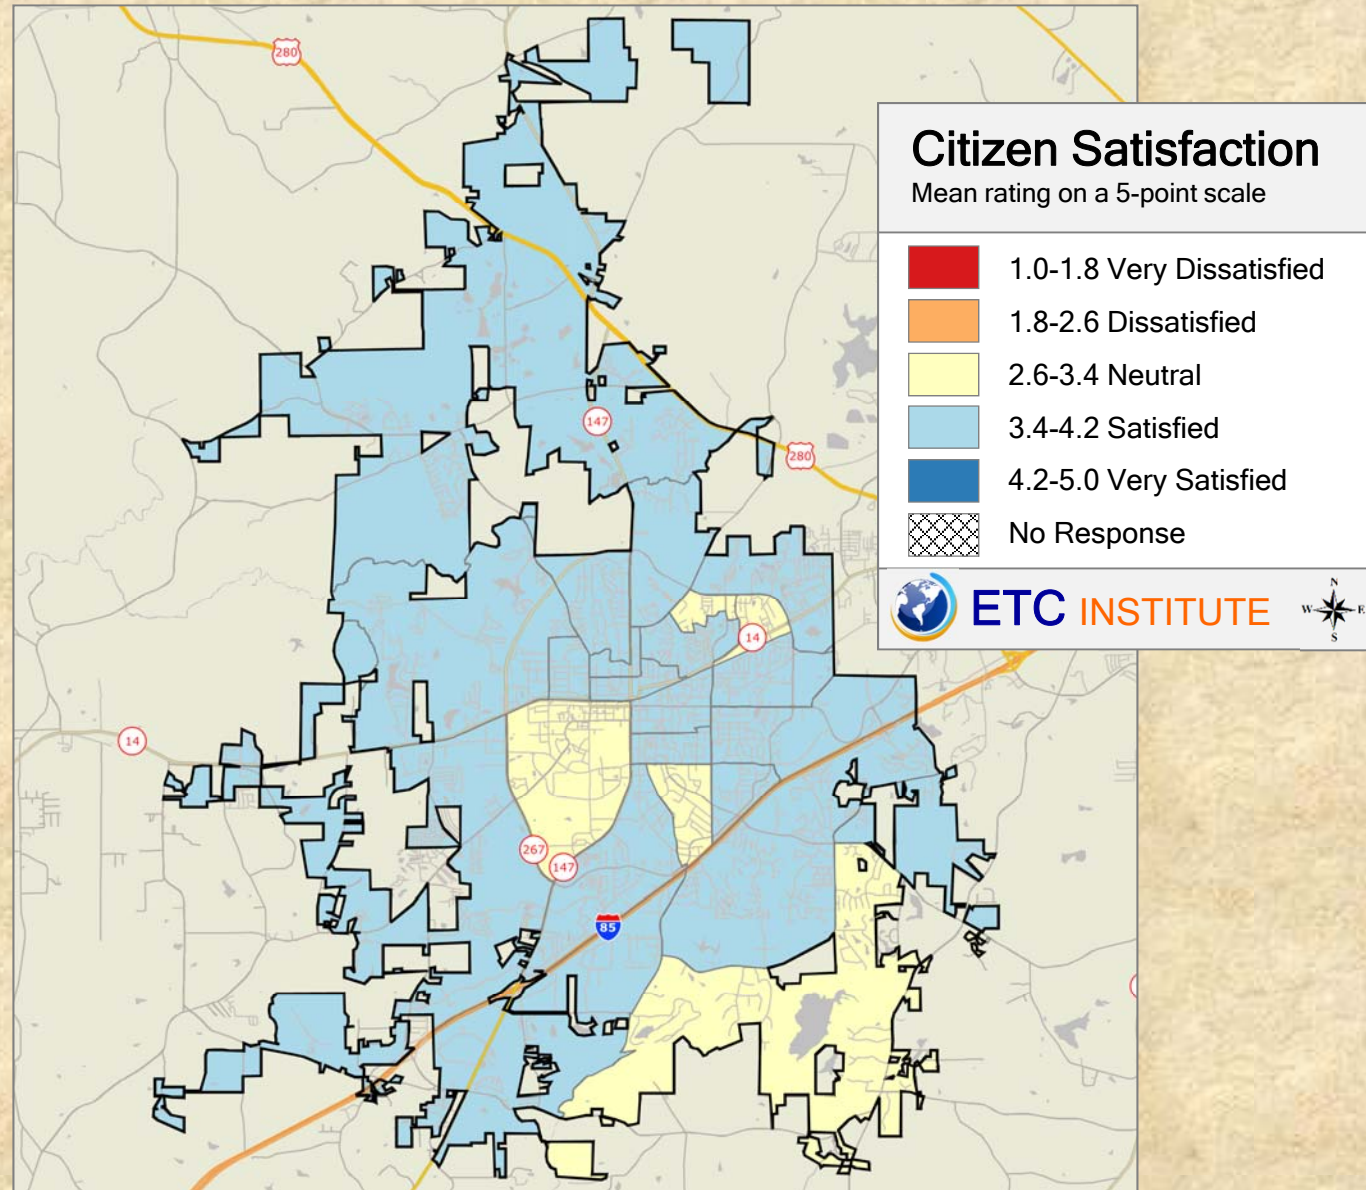 280
Citizen Satisfaction
Mean rating on a 5-point scale
1.0-1.8 Very Dissatisfied
1.8-2.6 Dissatisfied
2.6-3.4 Neutral
3.4-4.2 Satisfied
4.2-5.0 Very Satisfied
No Response
ETC INSTITUTE
N
W E
S
147
280
14
14
267
147
85